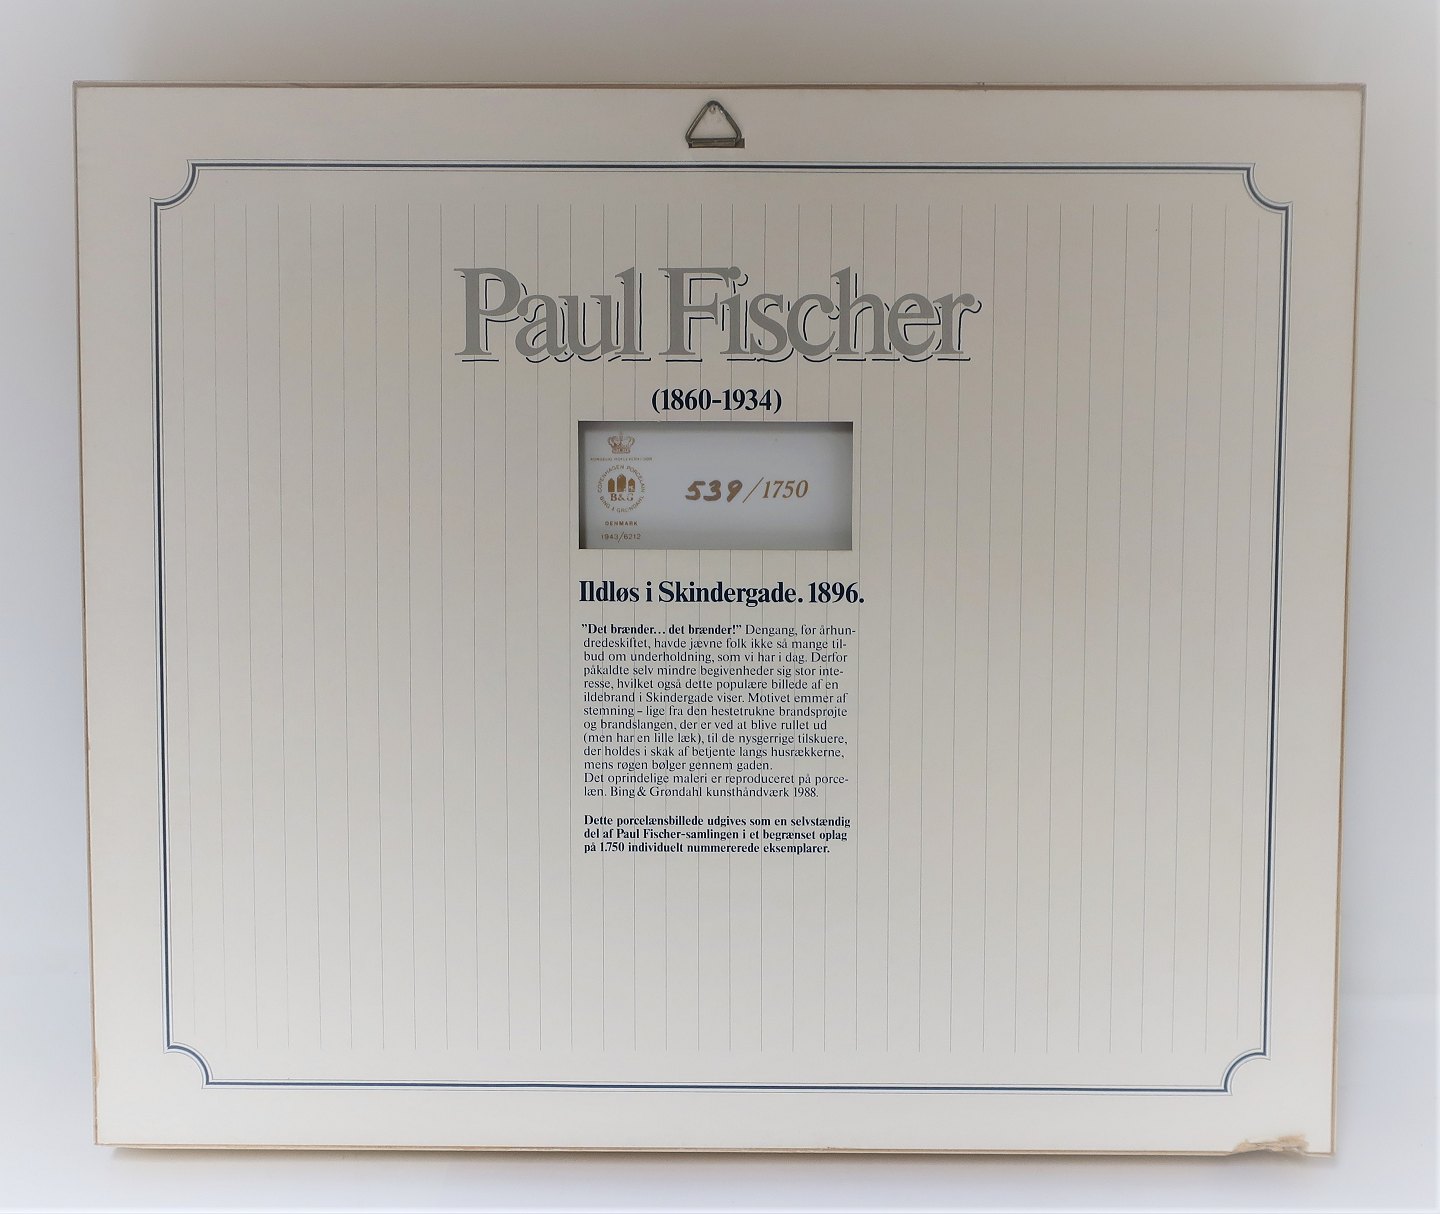 Paul Fischer
(1860-1934)
COPENHAGEN PORCELAIN
B&G
BING & GRØNDAHL
DENMARK
1943/6212
539/1750
Ildløs i Skindergade. 1896.
"Det brænder... det brænder!" Dengang, før århun-
dredeskiftet, havde jævne folk ikke så mange til-
bud om underholdning, som vi har i dag. Derfor
påkaldte selv mindre begivenheder sig stor inte-
resse, hvilket også dette populære billede af en
ildebrand i Skindergade viser. Motivet emmer af
stemning – lige fra den hestetrukne brandsprøjte
og brandslangen, der er ved at blive rullet ud
(men har en lille læk), til de nysgerrige tilskuere,
der holdes i skak af betjente langs husrækkerne,
mens røgen bølger gennem gaden.
Det oprindelige maleri er reproduceret på porce-
læn. Bing & Grøndahl kunsthåndværk 1988.
Dette porcelænsbillede udgives som en selvstændig
del af Paul Fischer-samlingen i et begrænset oplag
på 1.750 individuelt nummererede eksemplarer.